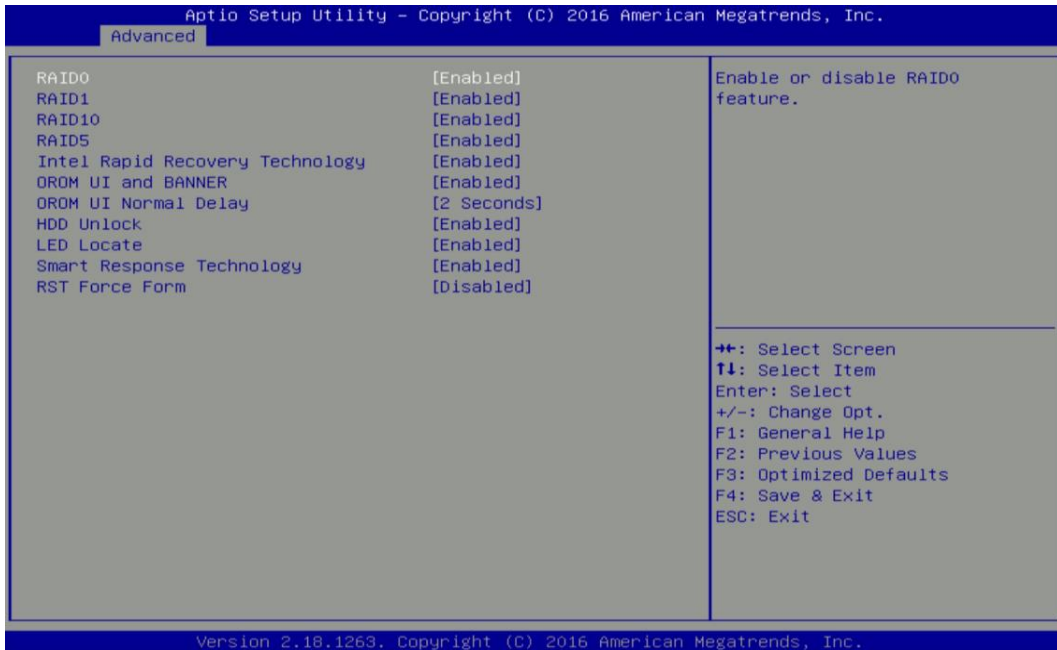 Aptio Setup Utility – Copyright (C) 2016 American Megatrends, Inc.
Advanced
RAID0 [Enabled]
RAID1 [Enabled]
RAID10 [Enabled]
RAID5 [Enabled]
Intel Rapid Recovery Technology [Enabled]
OROM UI and BANNER [Enabled]
OROM UI Normal Delay [2 Seconds]
HDD Unlock [Enabled]
LED Locate [Enabled]
Smart Response Technology [Enabled]
RST Force Form [Disabled]
Enable or disable RAID0
feature.
→←: Select Screen
↑↓: Select Item
Enter: Select
+/-: Change Opt.
F1: General Help
F2: Previous Values
F3: Optimized Defaults
F4: Save & Exit
ESC: Exit
Version 2.18.1263. Copyright (C) 2016 American Megatrends, Inc.